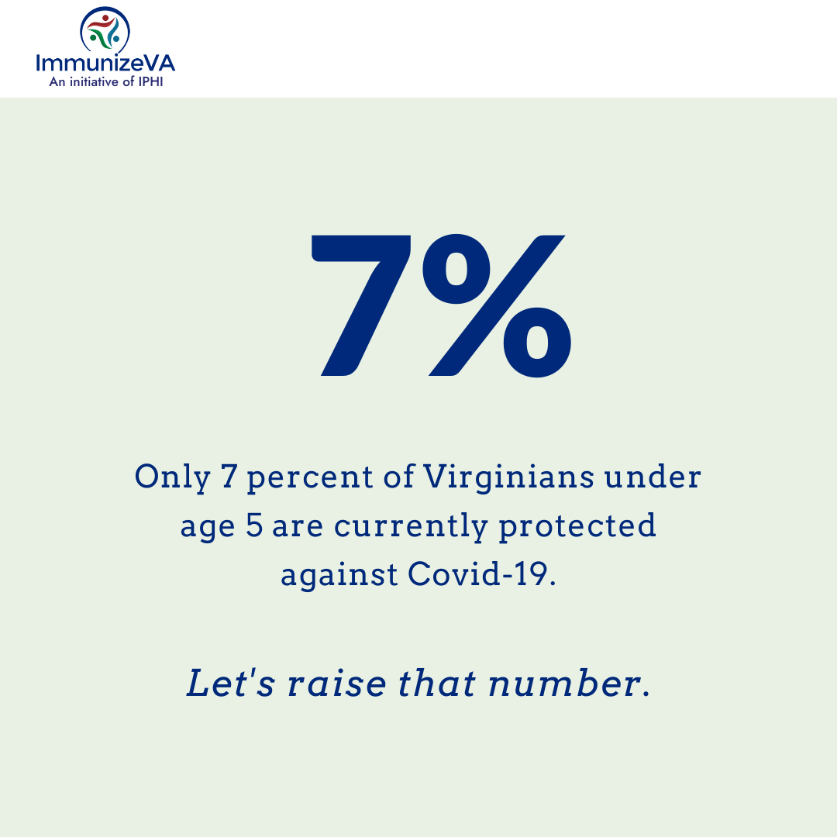 ImmunizeVA
An initiative of IPHI
7%
Only 7 percent of Virginians under
age 5 are currently protected
against Covid-19.
Let's raise that number.